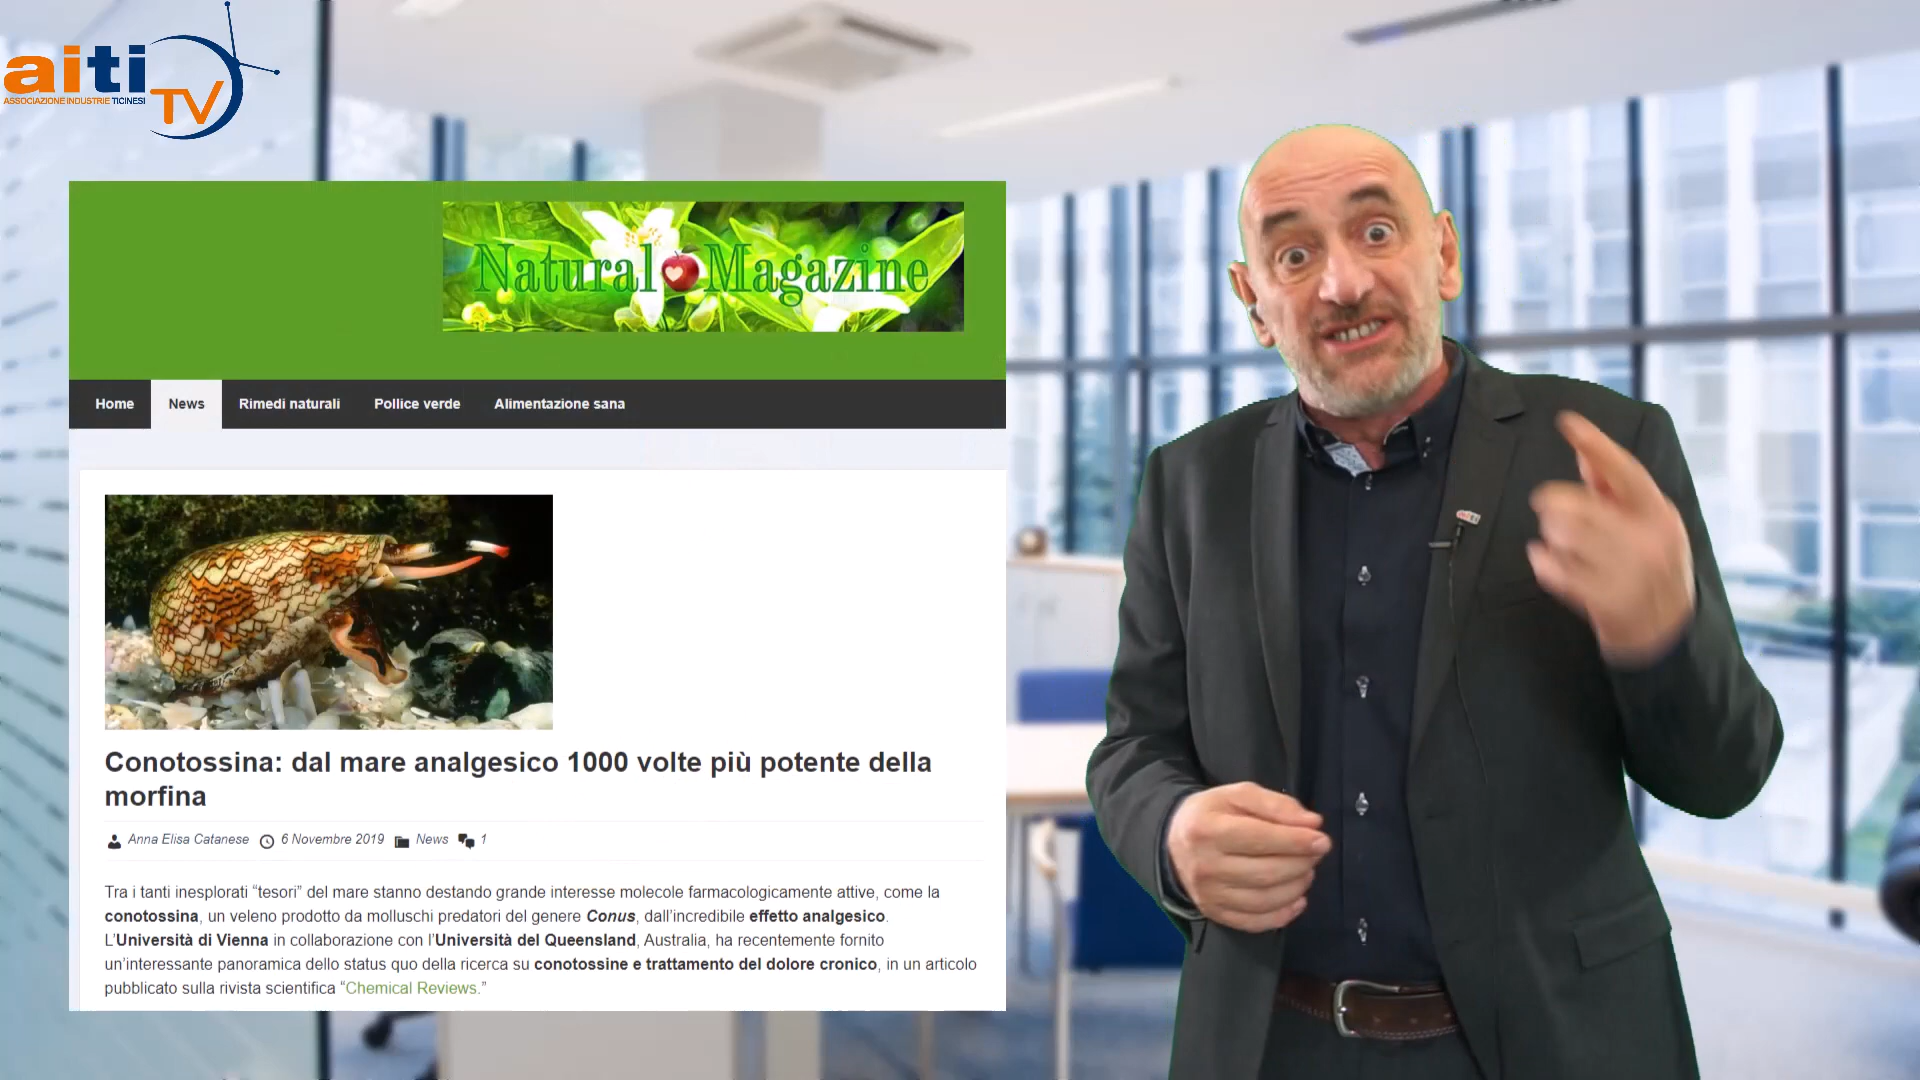 aiti
ASSOCIAZIONE INDUSTRIE TICINESI
TV
Natural Magazine
Home News Rimedi naturali Pollice verde Alimentazione sana
aiti
Conotossina: dal mare analgesico 1000 volte più potente della
morfina
Anna Elisa Catanese 6 Novembre 2019 News 1
Tra i tanti inesplorati “tesori” del mare stanno destando grande interesse molecole farmacologicamente attive, come la
conotossina, un veleno prodotto da molluschi predatori del genere Conus, dall’incredibile effetto analgesico.
L’Università di Vienna in collaborazione con l’Università del Queensland, Australia, ha recentemente fornito
un’interessante panoramica dello status quo della ricerca su conotossine e trattamento del dolore cronico, in un articolo
pubblicato sulla rivista scientifica “Chemical Reviews.”